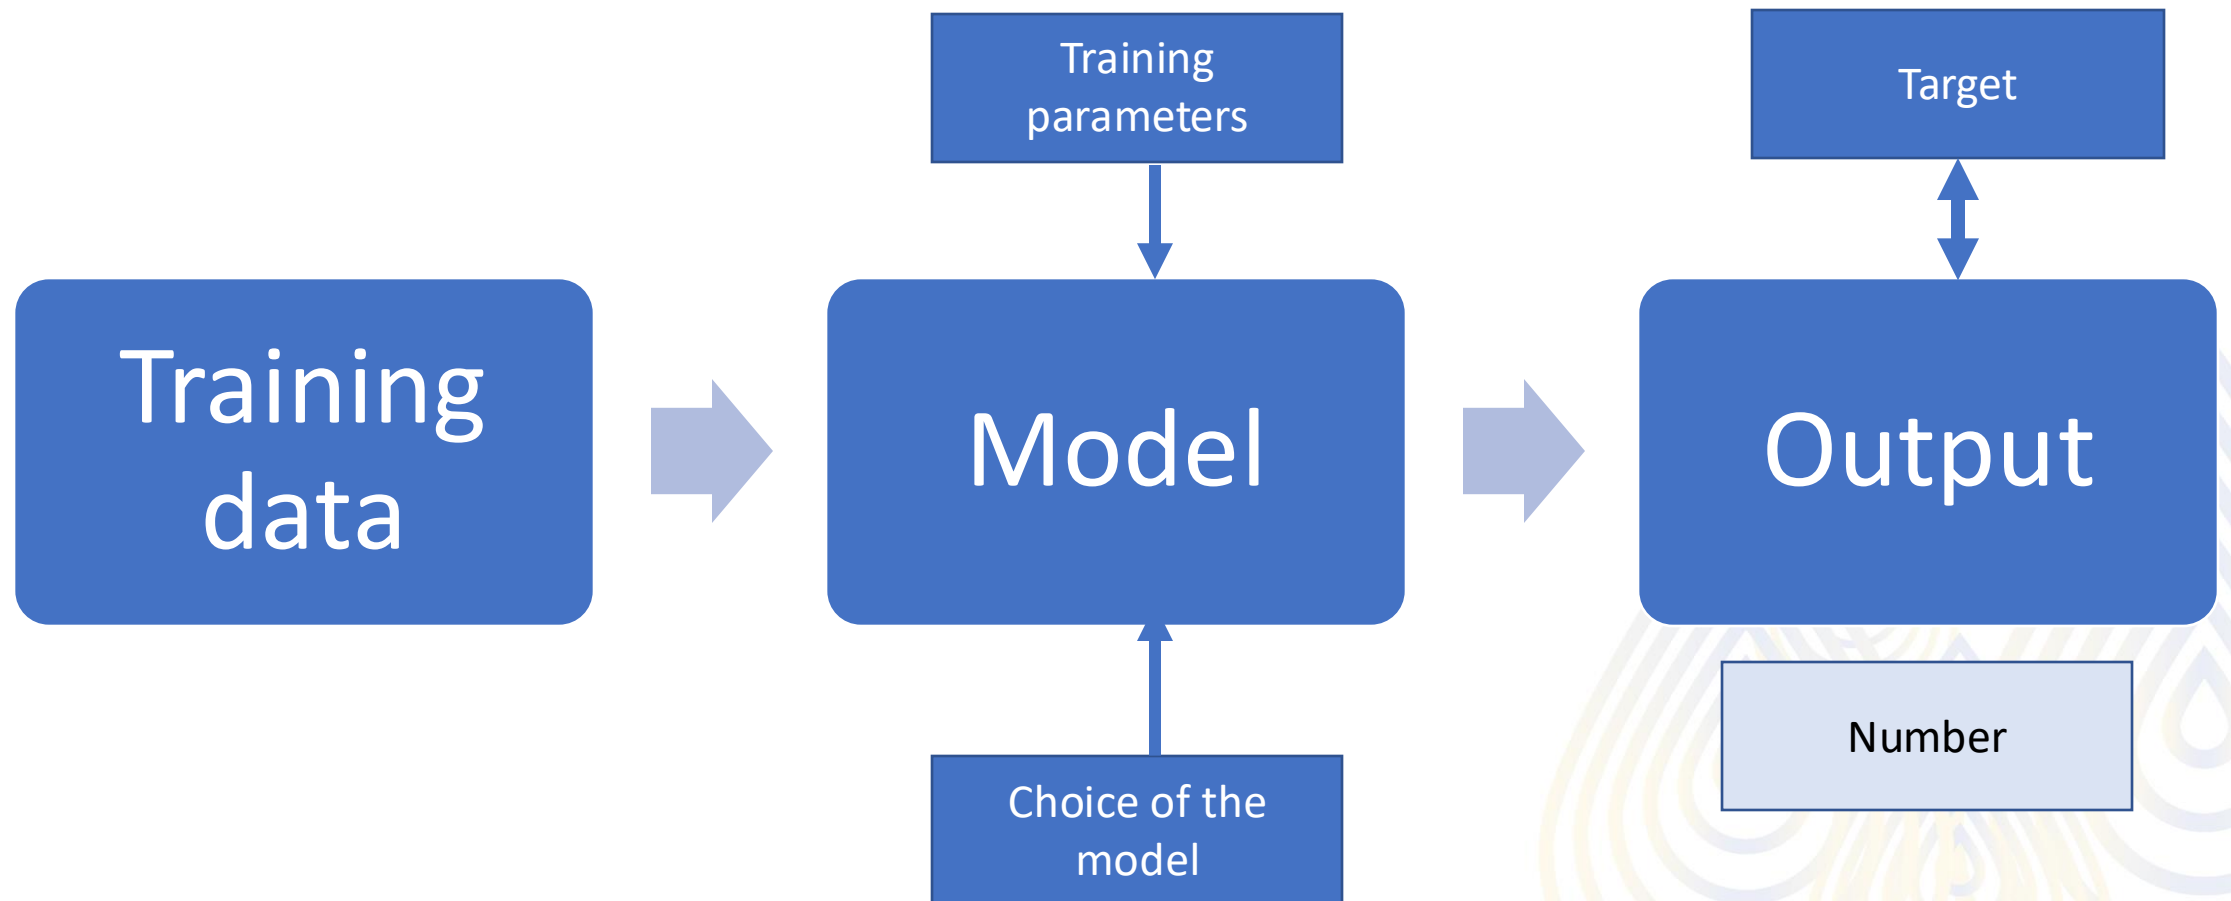 Training
parameters
Target
Training
data
Model
Output
Number
Choice of the
model